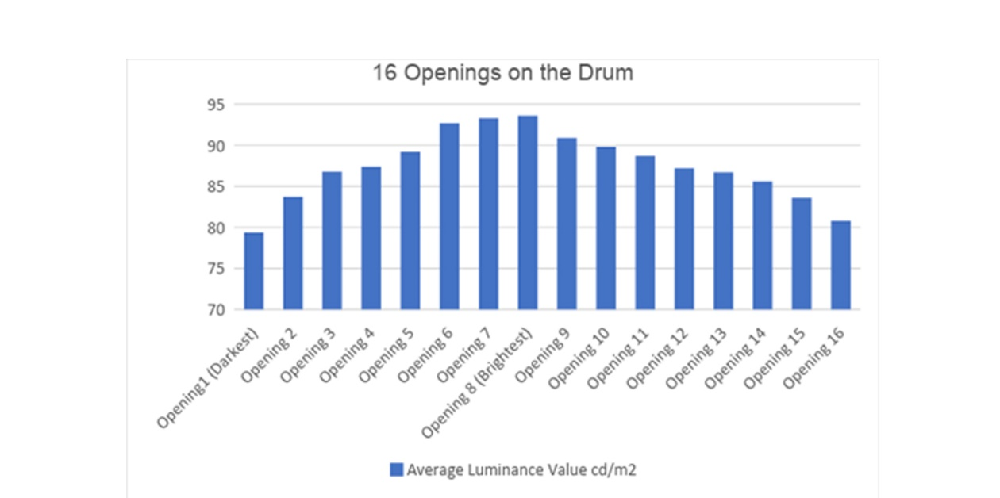 16 Openings on the Drum
95
90
85
80
75
70
Opening1 (Darkest)
Opening 2
Opening 3
Opening 4
Opening 5
Opening 6
Opening 7
Opening 8 (Brightest)
Opening 9
Opening 10
Opening 11
Opening 12
Opening 13
Opening 14
Opening 15
Opening 16
Average Luminance Value cd/m2